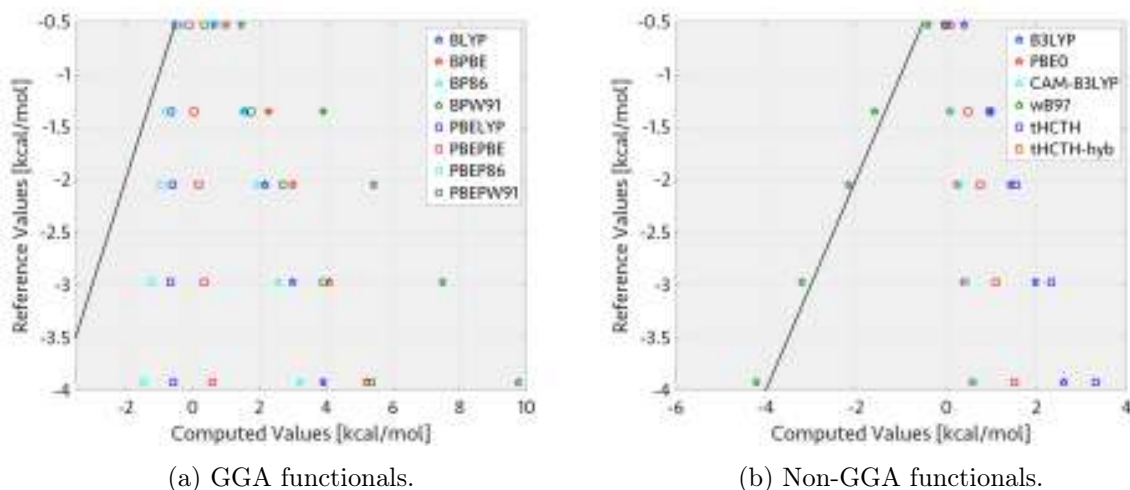 -0.5
-1
-1.5
-2
-2.5
-3
-3.5
-4
Reference Values [kcal/mol]
BLYP
BPBE
BP86
BPW91
PBELYP
PBEPBE
PBEP86
PBEPW91
-2 0 2 4 6 8 10
Computed Values [kcal/mol]
(a) GGA functionals.
-0.5
-1
-1.5
-2
-2.5
-3
-3.5
-4
Reference Values [kcal/mol]
B3LYP
PBE0
CAM-B3LYP
wB97
tHCTH
tHCTH-hyb
-6 -4 -2 0 2 4
Computed Values [kcal/mol]
(b) Non-GGA functionals.